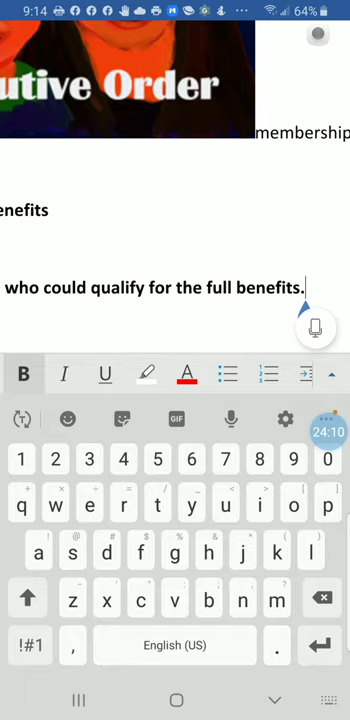 9:14 64%
utive Order
membership
enefits
who could qualify for the full benefits.
B I U A
GIF
24:10
1 2 3 4 5 6 7 8 9 0
+ × ÷ = / _ < > [ ]
q w e r t y u i o p
! @ # $ % ^ & * ( )
a s d f g h j k l
- ' " : ; , ?
z x c v b n m
!#1 , English (US) .